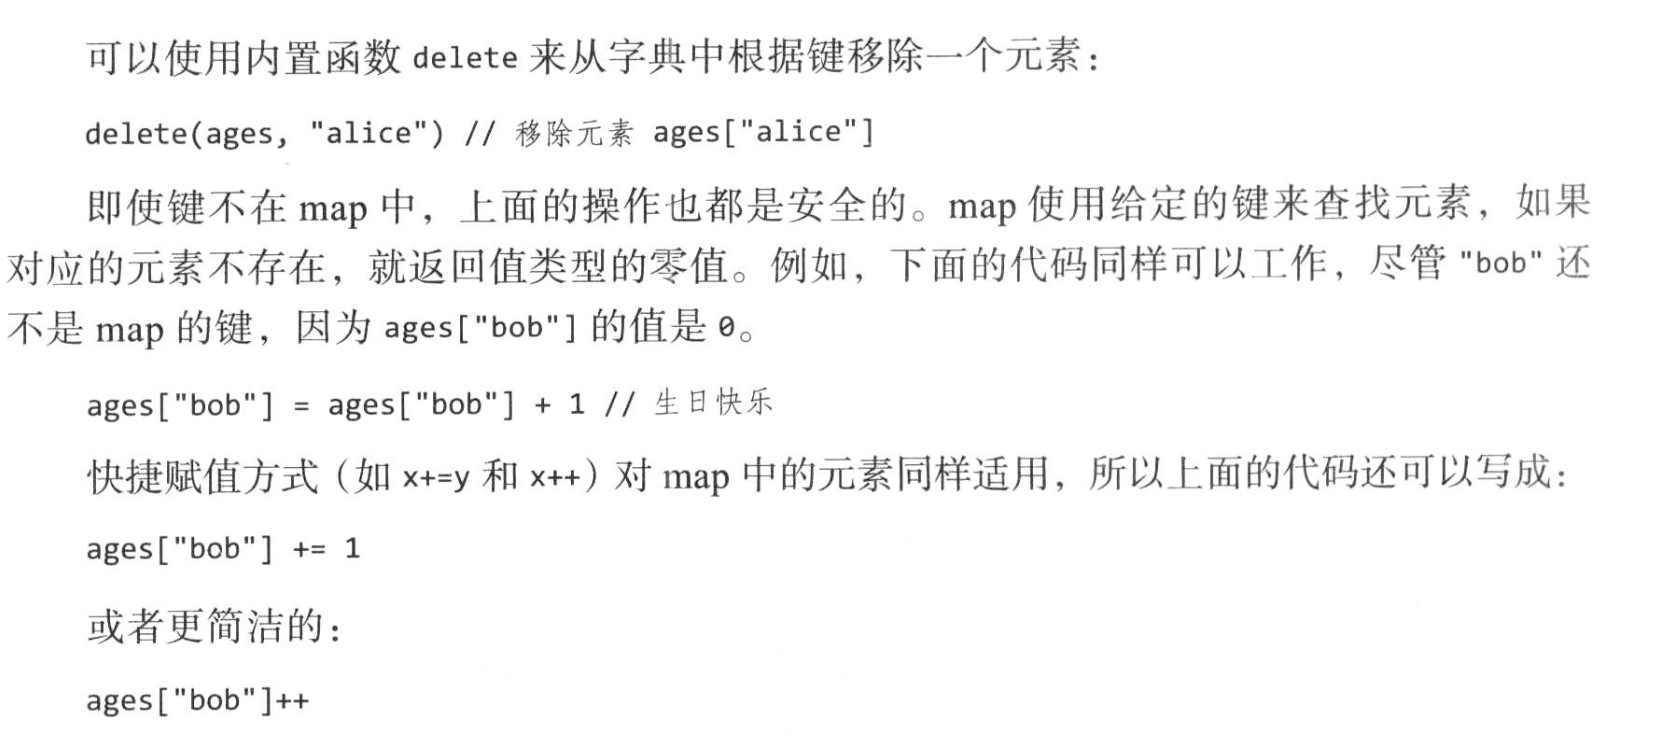 可以使用内置函数 delete 来从字典中根据键移除一个元素：
delete(ages, "alice") // 移除元素 ages["alice"]
即使键不在 map 中，上面的操作也都是安全的。map 使用给定的键来查找元素，如果
对应的元素不存在，就返回值类型的零值。例如，下面的代码同样可以工作，尽管 "bob" 还
不是 map 的键，因为 ages["bob"] 的值是 0。
ages["bob"] = ages["bob"] + 1 // 生日快乐
快捷赋值方式（如 x+=y 和 x++）对 map 中的元素同样适用，所以上面的代码还可以写成：
ages["bob"] += 1
或者更简洁的：
ages["bob"]++